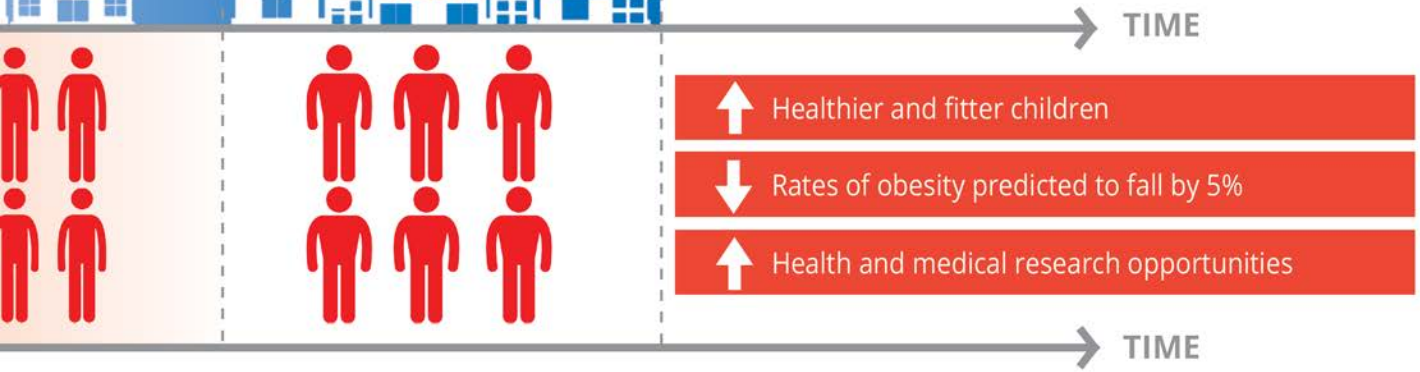 TIME
Healthier and fitter children
Rates of obesity predicted to fall by 5%
Health and medical research opportunities
TIME